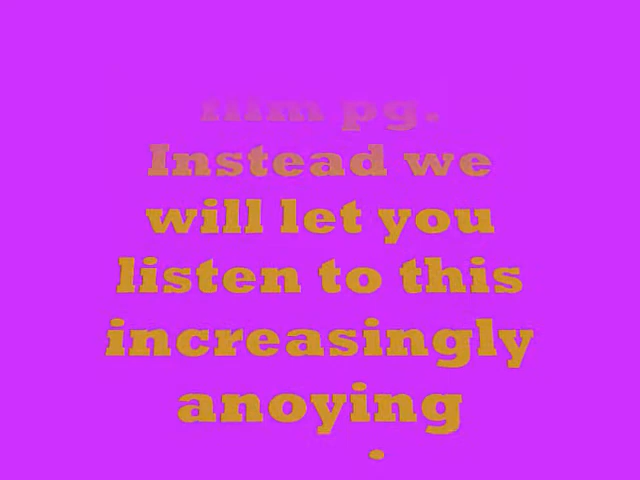 film pg.
Instead we
will let you
listen to this
increasingly
anoying